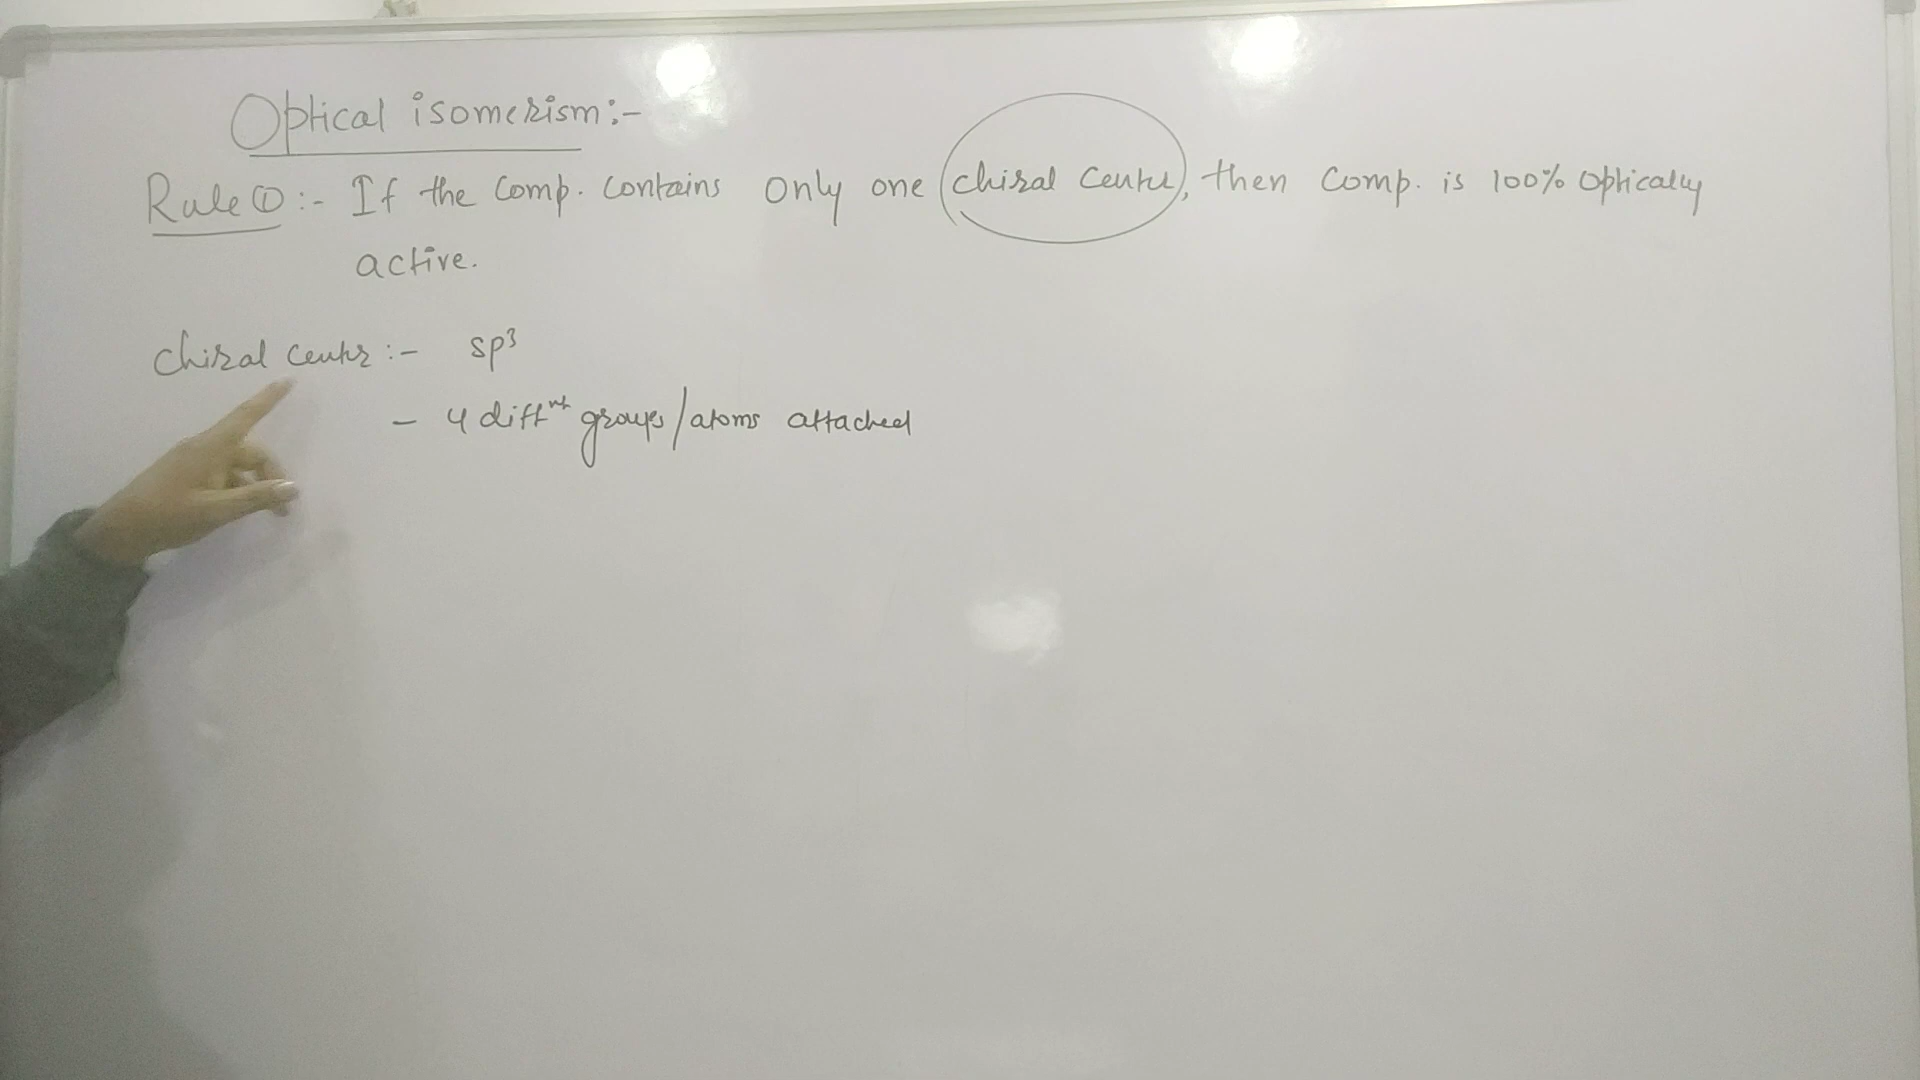 Optical isomerism:-
Rule ①:- If the Comp. Contains only one chiral Centre, then Comp. is 100% optically
active.
Chiral centre:- sp³
- 4 diffⁿᵗ groups/atoms attached